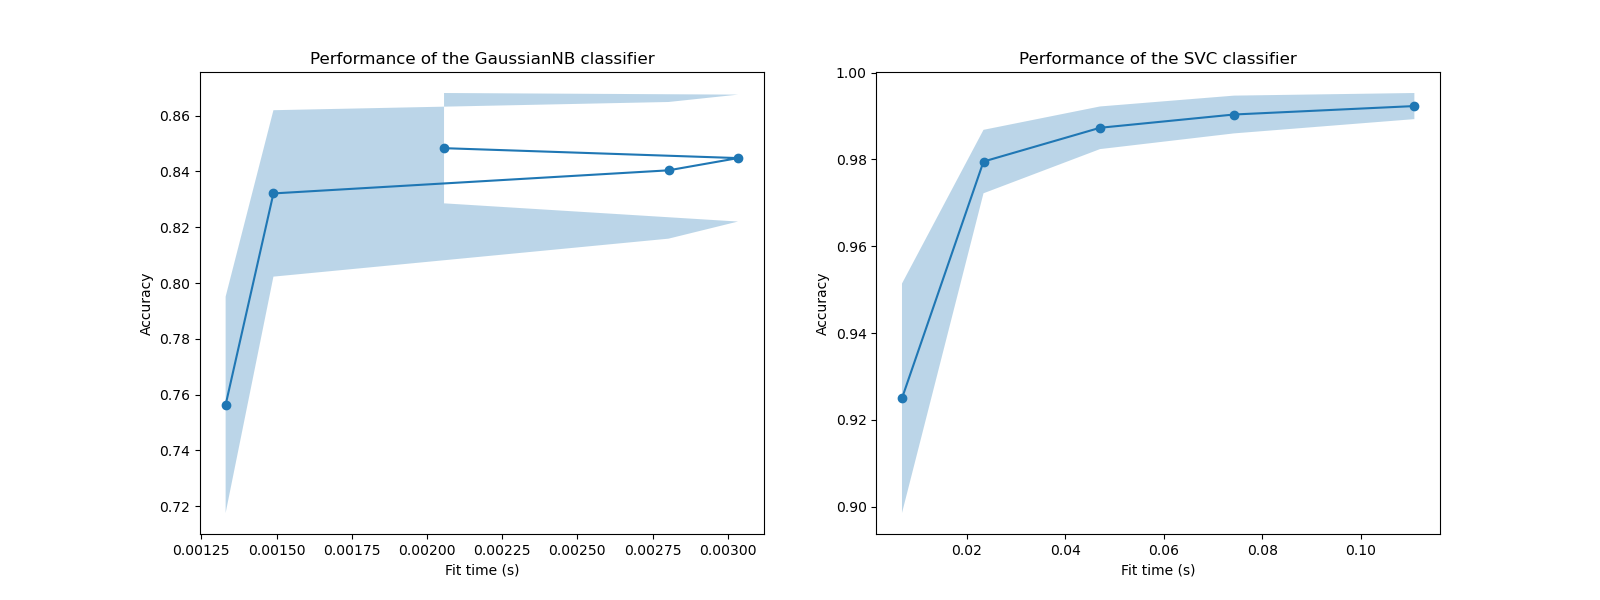 Performance of the GaussianNB classifier
Accuracy
0.86
0.84
0.82
0.80
0.78
0.76
0.74
0.72
0.00125 0.00150 0.00175 0.00200 0.00225 0.00250 0.00275 0.00300
Fit time (s)
Performance of the SVC classifier
Accuracy
1.00
0.98
0.96
0.94
0.92
0.90
0.02 0.04 0.06 0.08 0.10
Fit time (s)